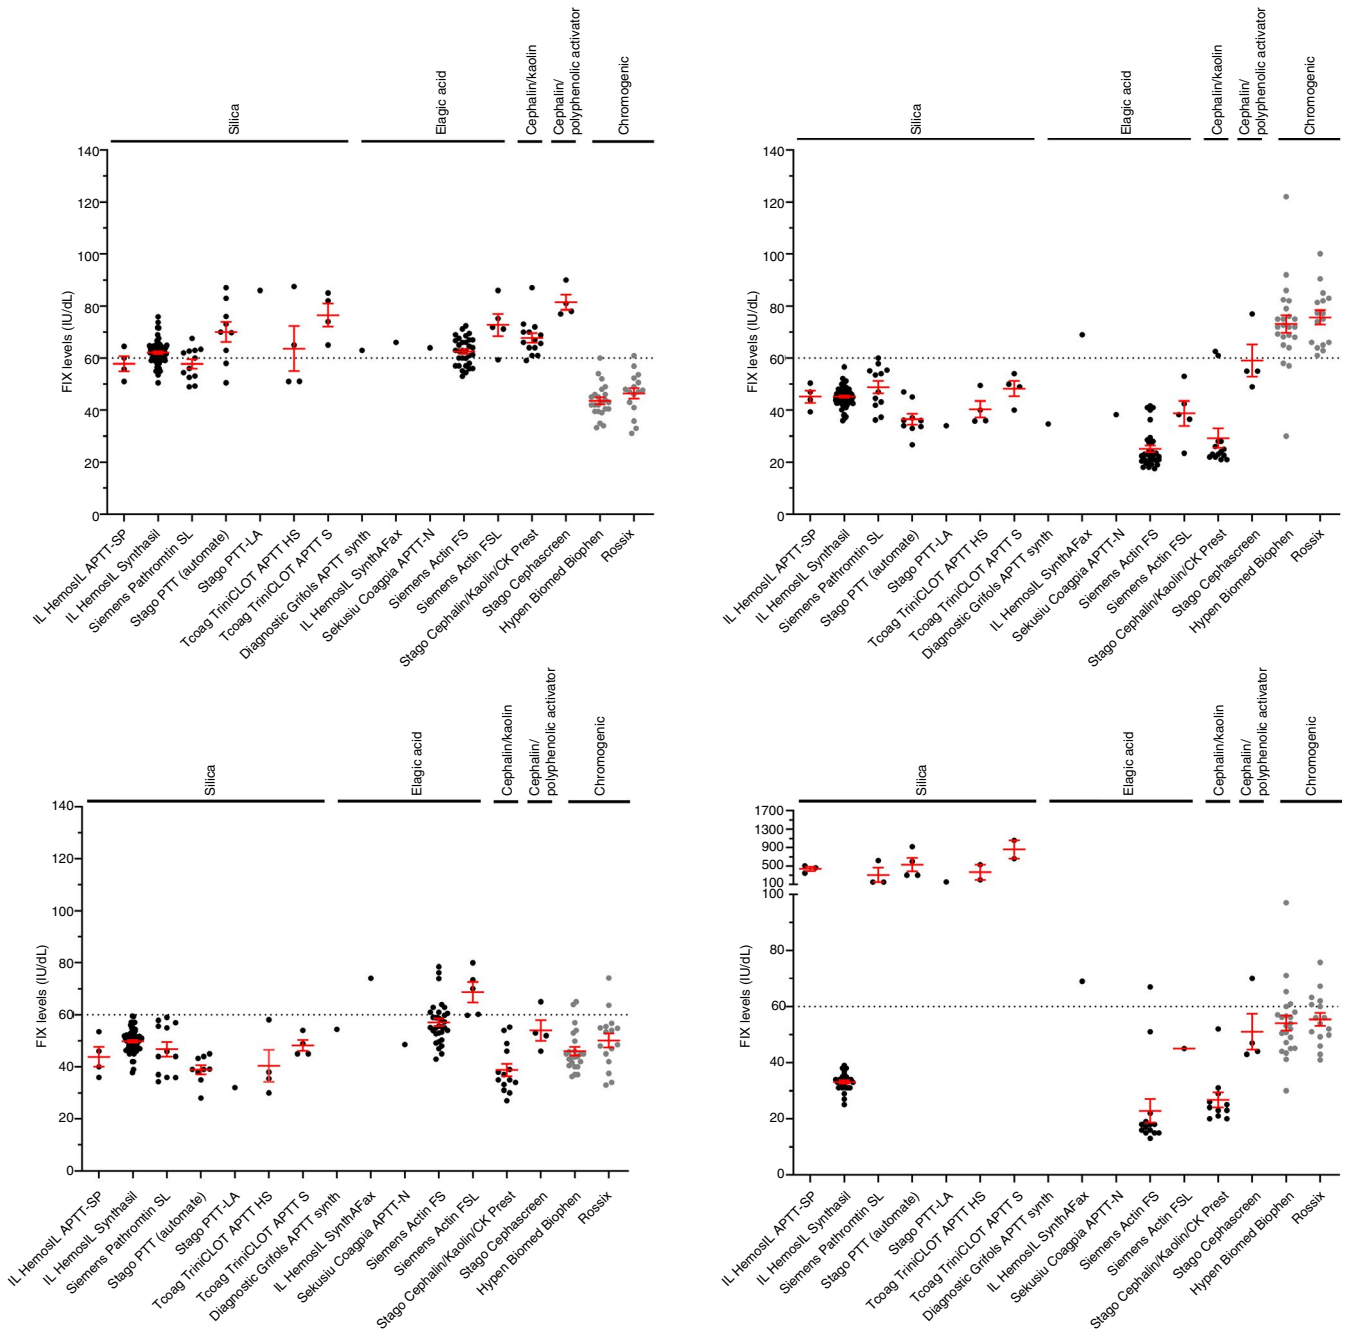 Silica
Elagic acid
Cephalin/kaolin
Cephalin/
polyphenolic activator
Chromogenic
FIX levels (IU/dL)
140
120
100
80
60
40
20
0
IL HemosIL APTT-SP
IL HemosIL Synthasil
Siemens Pathromtin SL
Stago PTT (automate)
Stago PTT-LA
Tcoag TriniCLOT APTT HS
Tcoag TriniCLOT APTT S
Diagnostic Grifols APTT synth
IL HemosIL SynthAFax
Sekusiu Coagpia APTT-N
Siemens Actin FS
Siemens Actin FSL
Stago Cephalin/Kaolin/CK Prest
Stago Cephascreen
Hypen Biomed Biophen
Rossix
Silica
Elagic acid
Cephalin/kaolin
Cephalin/
polyphenolic activator
Chromogenic
FIX levels (IU/dL)
140
120
100
80
60
40
20
0
IL HemosIL APTT-SP
IL HemosIL Synthasil
Siemens Pathromtin SL
Stago PTT (automate)
Stago PTT-LA
Tcoag TriniCLOT APTT HS
Tcoag TriniCLOT APTT S
Diagnostic Grifols APTT synth
IL HemosIL SynthAFax
Sekusiu Coagpia APTT-N
Siemens Actin FS
Siemens Actin FSL
Stago Cephalin/Kaolin/CK Prest
Stago Cephascreen
Hypen Biomed Biophen
Rossix
Silica
Elagic acid
Cephalin/kaolin
Cephalin/
polyphenolic activator
Chromogenic
FIX levels (IU/dL)
140
120
100
80
60
40
20
0
IL HemosIL APTT-SP
IL HemosIL Synthasil
Siemens Pathromtin SL
Stago PTT (automate)
Stago PTT-LA
Tcoag TriniCLOT APTT HS
Tcoag TriniCLOT APTT S
Diagnostic Grifols APTT synth
IL HemosIL SynthAFax
Sekusiu Coagpia APTT-N
Siemens Actin FS
Siemens Actin FSL
Stago Cephalin/Kaolin/CK Prest
Stago Cephascreen
Hypen Biomed Biophen
Rossix
Silica
Elagic acid
Cephalin/kaolin
Cephalin/
polyphenolic activator
Chromogenic
FIX levels (IU/dL)
1700
1300
900
500
100
100
80
60
40
20
0
IL HemosIL APTT-SP
IL HemosIL Synthasil
Siemens Pathromtin SL
Stago PTT (automate)
Stago PTT-LA
Tcoag TriniCLOT APTT HS
Tcoag TriniCLOT APTT S
Diagnostic Grifols APTT synth
IL HemosIL SynthAFax
Sekusiu Coagpia APTT-N
Siemens Actin FS
Siemens Actin FSL
Stago Cephalin/Kaolin/CK Prest
Stago Cephascreen
Hypen Biomed Biophen
Rossix